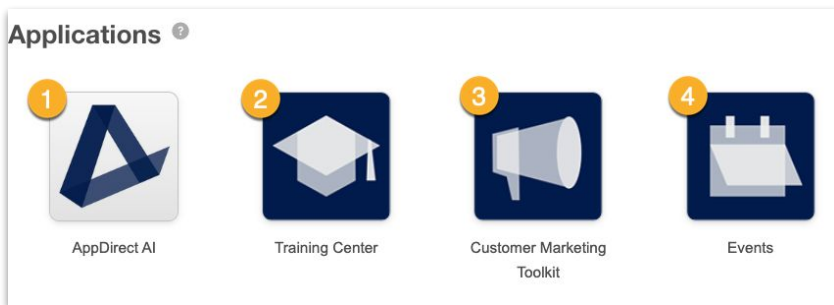 Applications ?
1 2 3 4
AppDirect AI Training Center Customer Marketing Events
Toolkit